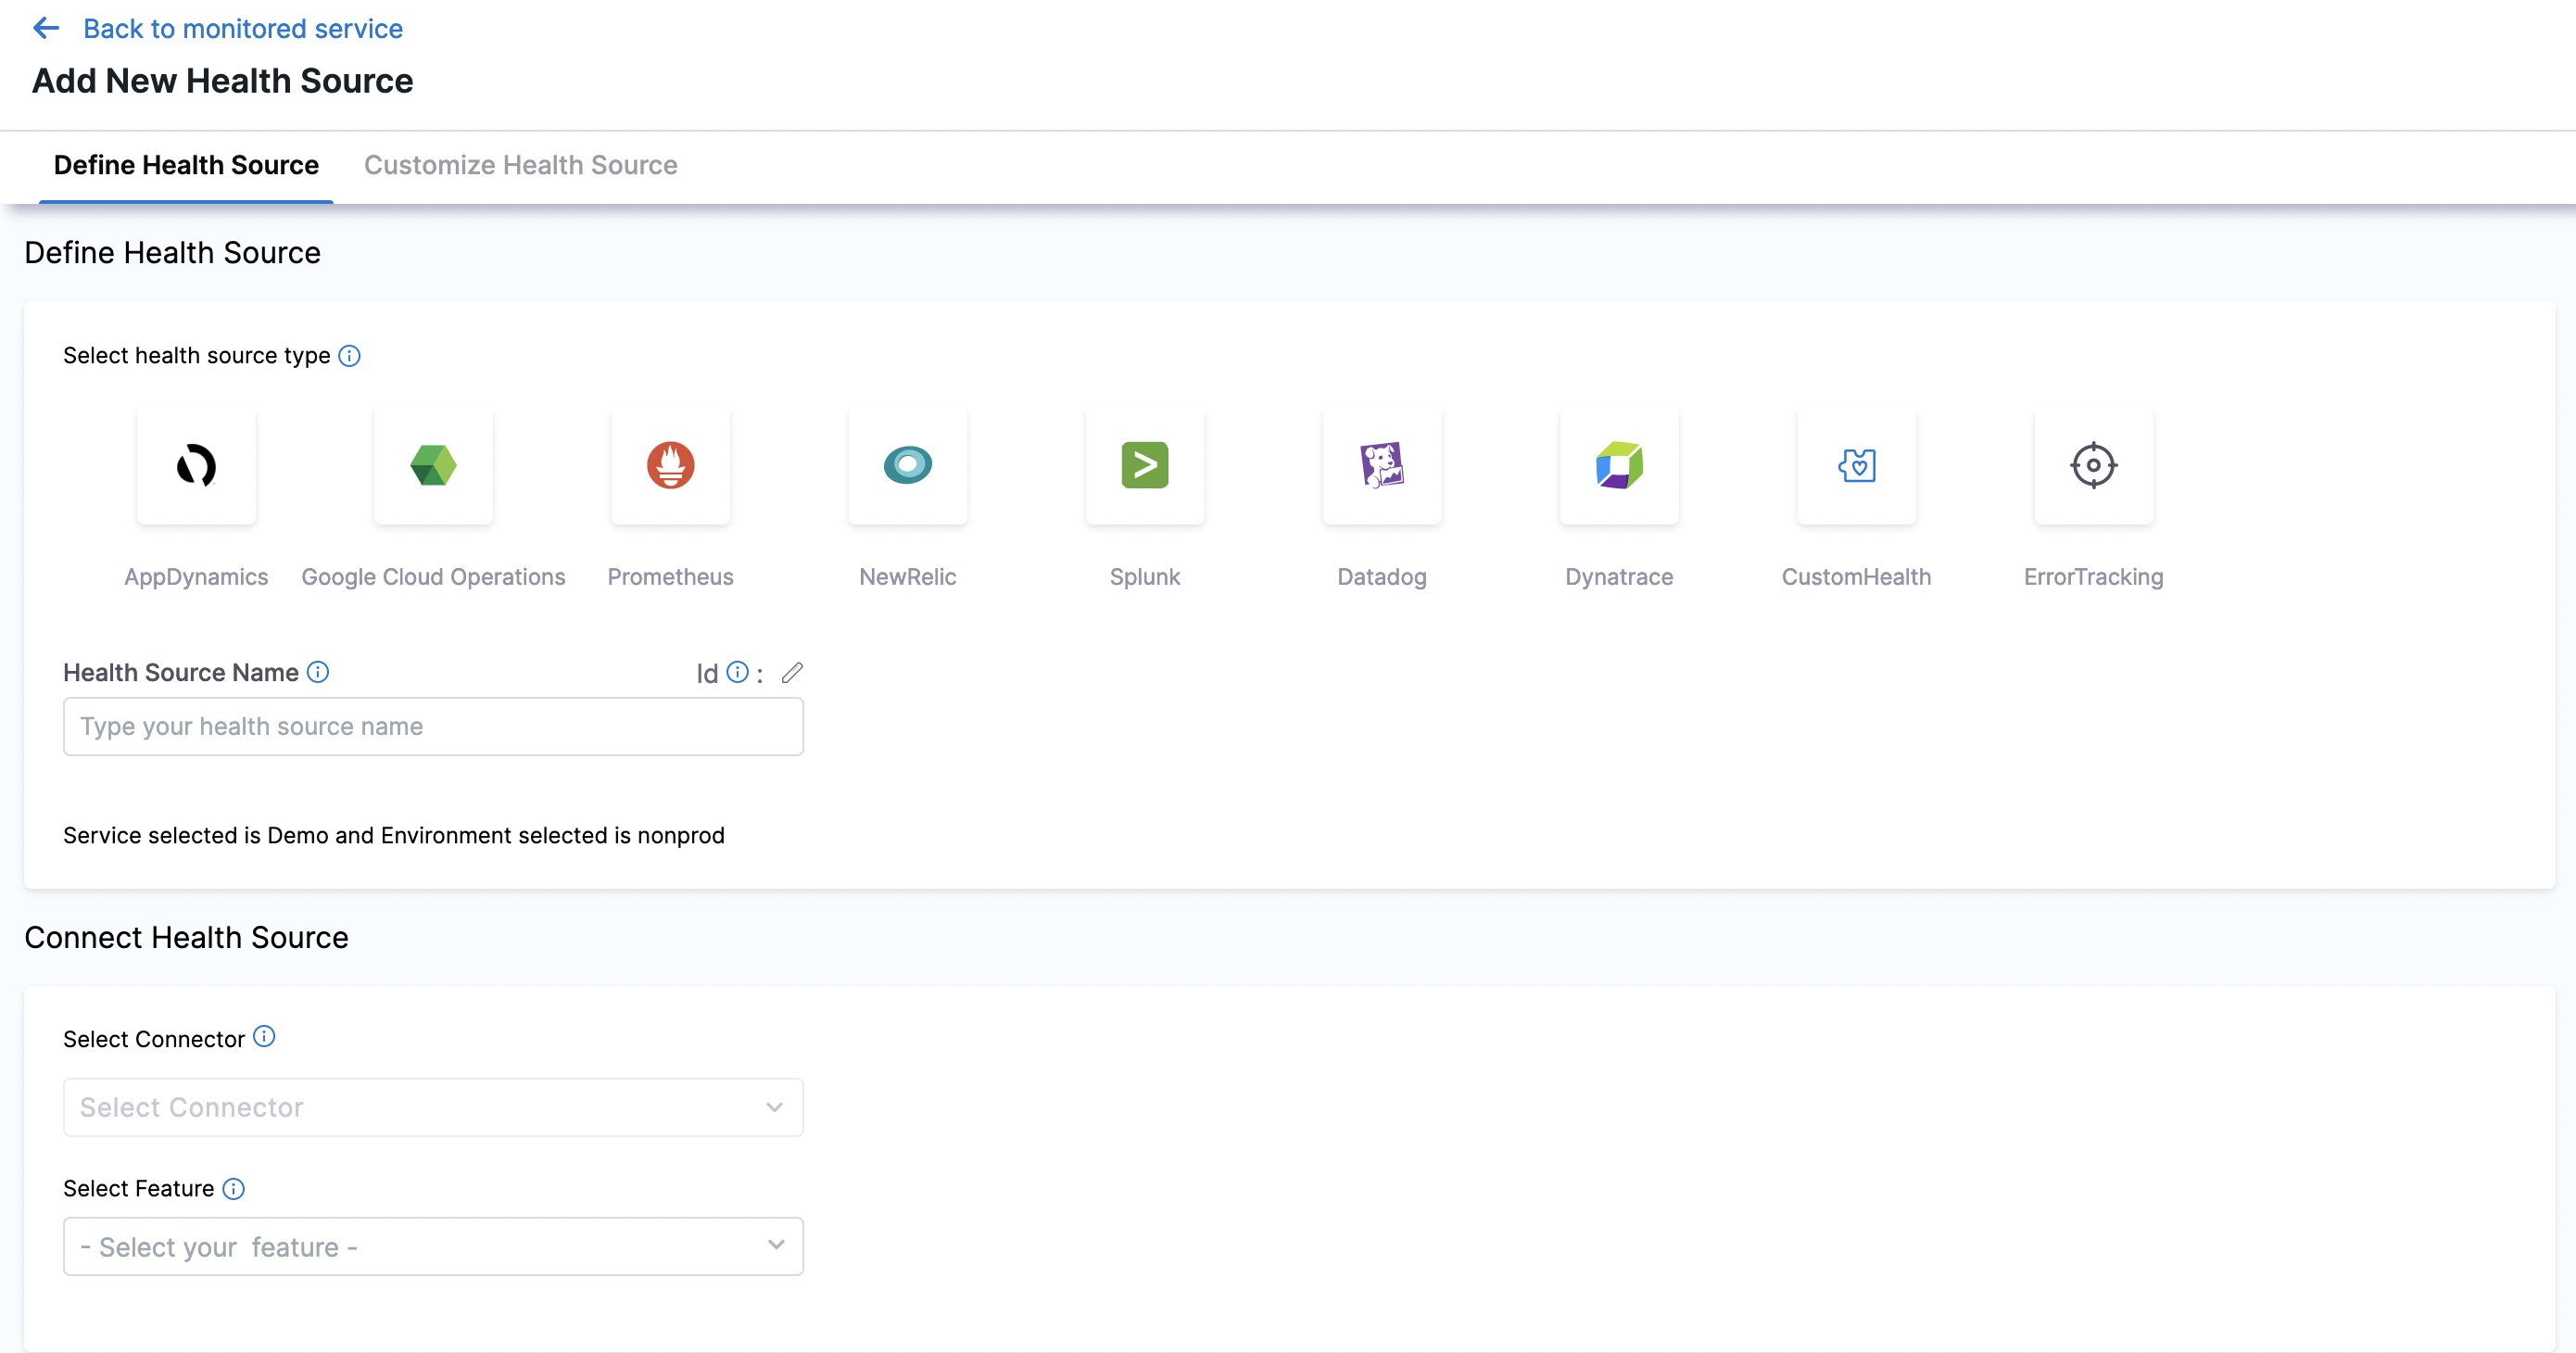 Back to monitored service
Add New Health Source
Define Health Source
Customize Health Source
Define Health Source
Select health source type
AppDynamics
Google Cloud Operations
Prometheus
NewRelic
Splunk
Datadog
Dynatrace
CustomHealth
ErrorTracking
Health Source Name
Id :
Type your health source name
Service selected is Demo and Environment selected is nonprod
Connect Health Source
Select Connector
Select Connector
Select Feature
- Select your  feature -